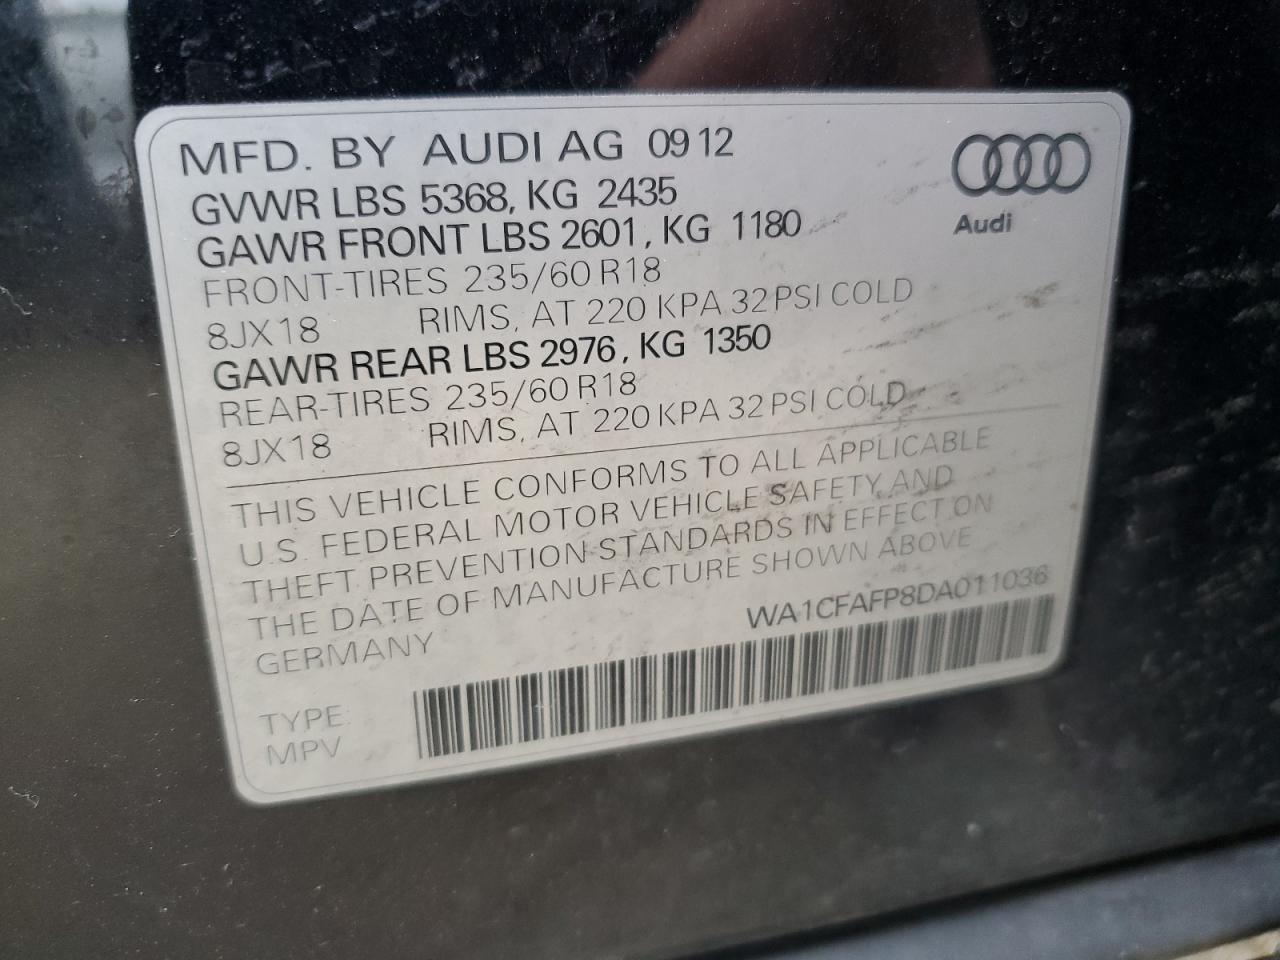 MFD. BY AUDI AG 09 12
GVWR LBS 5368, KG 2435
GAWR FRONT LBS 2601, KG 1180
FRONT-TIRES 235/60 R18
8JX18 RIMS, AT 220 KPA 32 PSI COLD
GAWR REAR LBS 2976, KG 1350
REAR-TIRES 235/60 R18
8JX18 RIMS, AT 220 KPA 32 PSI COLD
Audi
THIS VEHICLE CONFORMS TO ALL APPLICABLE
U.S. FEDERAL MOTOR VEHICLE SAFETY AND
THEFT PREVENTION STANDARDS IN EFFECT ON
THE DATE OF MANUFACTURE SHOWN ABOVE
GERMANY
WA1CFAFP8DA011036
TYPE:
MPV